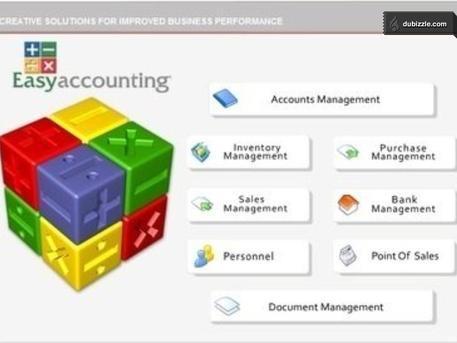 CREATIVE SOLUTIONS FOR IMPROVED BUSINESS PERFORMANCE
dubizzle.com
Easyaccounting
Accounts Management
Inventory
Management
Purchase
Management
Sales
Management
Bank
Management
Personnel
Point Of Sales
Document Management